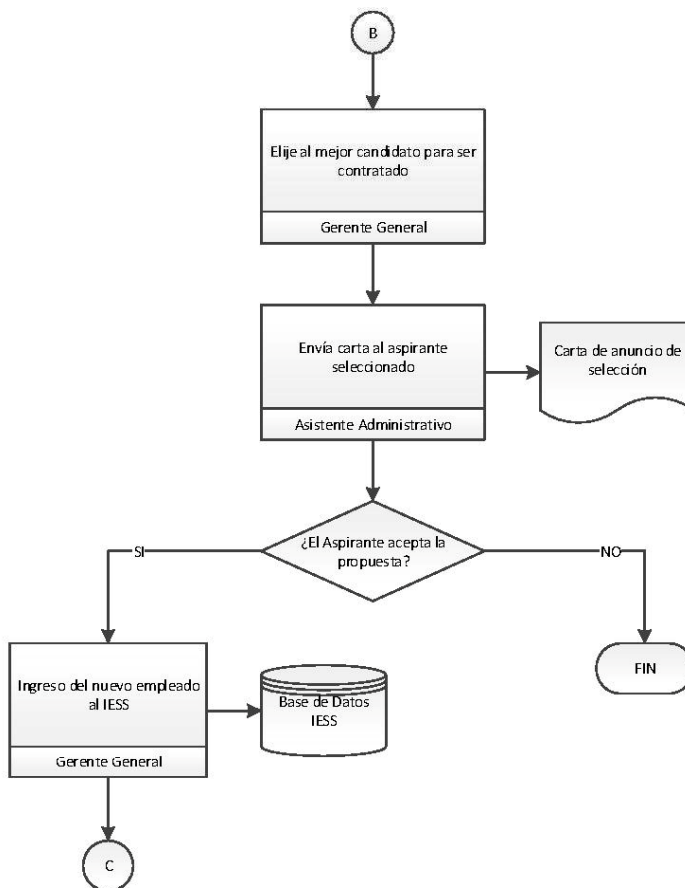 B
Elije al mejor candidato para ser
contratado
Gerente General
Envía carta al aspirante
seleccionado
Asistente Administrativo
Carta de anuncio de
selección
¿El Aspirante acepta la
propuesta?
SI
NO
Ingreso del nuevo empleado
al IESS
Gerente General
Base de Datos
IESS
FIN
C